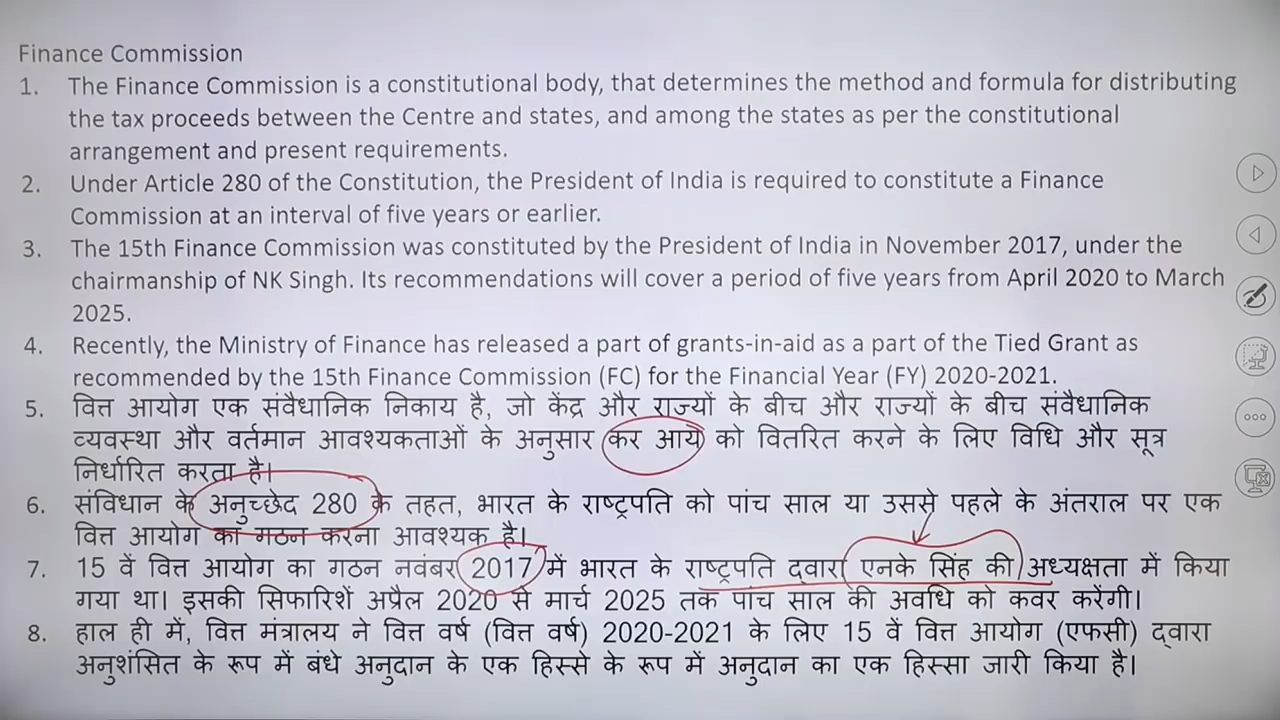 Finance Commission
1. The Finance Commission is a constitutional body, that determines the method and formula for distributing
the tax proceeds between the Centre and states, and among the states as per the constitutional
arrangement and present requirements.
2. Under Article 280 of the Constitution, the President of India is required to constitute a Finance
Commission at an interval of five years or earlier.
3. The 15th Finance Commission was constituted by the President of India in November 2017, under the
chairmanship of NK Singh. Its recommendations will cover a period of five years from April 2020 to March
2025.
4. Recently, the Ministry of Finance has released a part of grants-in-aid as a part of the Tied Grant as
recommended by the 15th Finance Commission (FC) for the Financial Year (FY) 2020-2021.
5. वित्त आयोग एक संवैधानिक निकाय है, जो केंद्र और राज्यों के बीच और राज्यों के बीच संवैधानिक
व्यवस्था और वर्तमान आवश्यकताओं के अनुसार कर आय को वितरित करने के लिए विधि और सूत्र
निर्धारित करता है।
6. संविधान के अनुच्छेद 280 के तहत, भारत के राष्ट्रपति को पांच साल या उससे पहले के अंतराल पर एक
वित्त आयोग का गठन करना आवश्यक है।
7. 15 वें वित्त आयोग का गठन नवंबर 2017 में भारत के राष्ट्रपति द्वारा एनके सिंह की अध्यक्षता में किया
गया था। इसकी सिफारिशें अप्रैल 2020 से मार्च 2025 तक पांच साल की अवधि को कवर करेंगी।
8. हाल ही में, वित्त मंत्रालय ने वित्त वर्ष (वित्त वर्ष) 2020-2021 के लिए 15 वें वित्त आयोग (एफसी) द्वारा
अनुशंसित के रूप में बंधे अनुदान के एक हिस्से के रूप में अनुदान का एक हिस्सा जारी किया है।